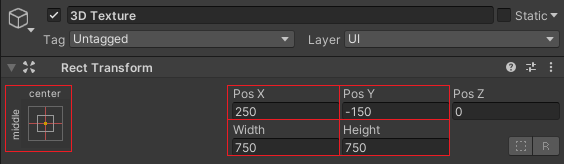 3D Texture
Static
Tag Untagged Layer UI
Rect Transform
center
middle
Pos X Pos Y Pos Z
250 -150 0
Width Height
750 750
R